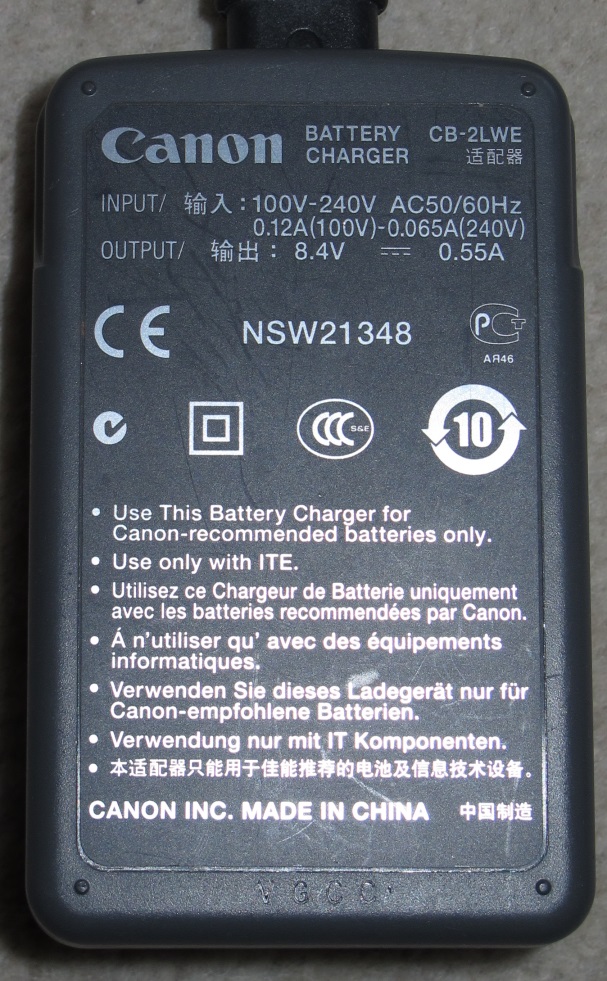 Canon BATTERY CHARGER CB-2LWE 适配器
INPUT/ 输入：100V-240V AC50/60Hz
0.12A(100V)-0.065A(240V)
OUTPUT/ 输出： 8.4V ⎓ 0.55A
CE NSW21348 PCT
АЯ46
CCC S&E 10
• Use This Battery Charger for
Canon-recommended batteries only.
• Use only with ITE.
• Utilisez ce Chargeur de Batterie uniquement
avec les batteries recommendées par Canon.
• Á n'utiliser qu' avec des équipements
informatiques.
• Verwenden Sie dieses Ladegerät nur für
Canon-empfohlene Batterien.
• Verwendung nur mit IT Komponenten.
• 本适配器只能用于佳能推荐的电池及信息技术设备。
CANON INC. MADE IN CHINA 中国制造